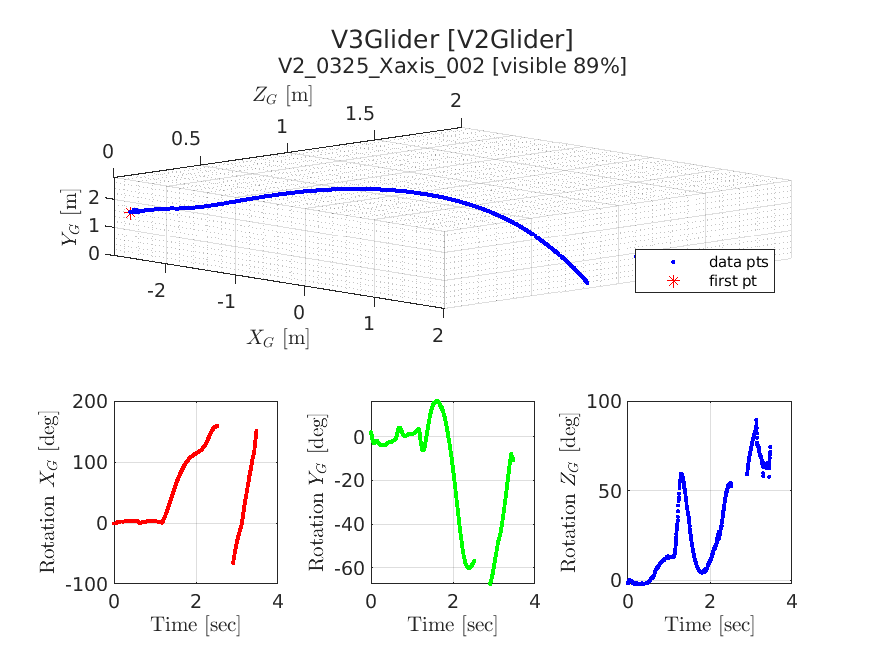 V3Glider [V2Glider]
V2_0325_Xaxis_002 [visible 89%]
Z_G [m]
0 0.5 1 1.5 2
Y_G [m]
2
1
0
-2 -1 0 1 2
X_G [m]
data pts
first pt
Rotation X_G [deg]
200
100
0
-100
0 2 4
Time [sec]
Rotation Y_G [deg]
0
-20
-40
-60
0 2 4
Time [sec]
Rotation Z_G [deg]
100
50
0
0 2 4
Time [sec]